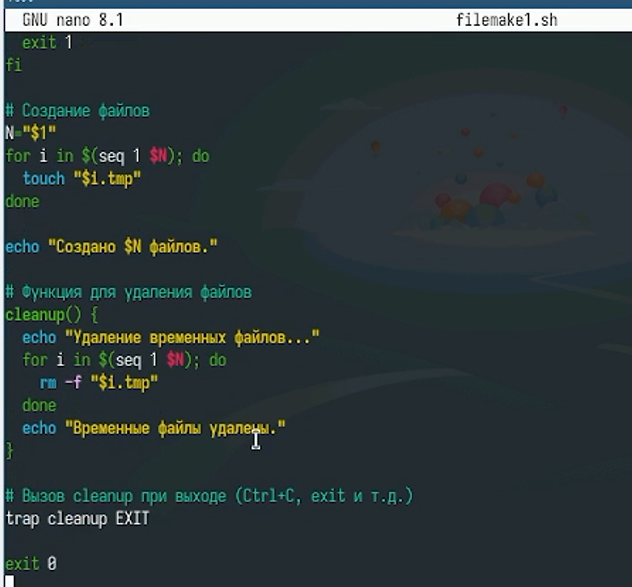 GNU nano 8.1 filemake1.sh
exit 1
fi
# Создание файлов
N="$1"
for i in $(seq 1 $N); do
touch "$i.tmp"
done
echo "Создано $N файлов."
# Функция для удаления файлов
cleanup() {
echo "Удаление временных файлов..."
for i in $(seq 1 $N); do
rm -f "$i.tmp"
done
echo "Временные файлы удалены."
}
# Вызов cleanup при выходе (Ctrl+C, exit и т.д.)
trap cleanup EXIT
exit 0